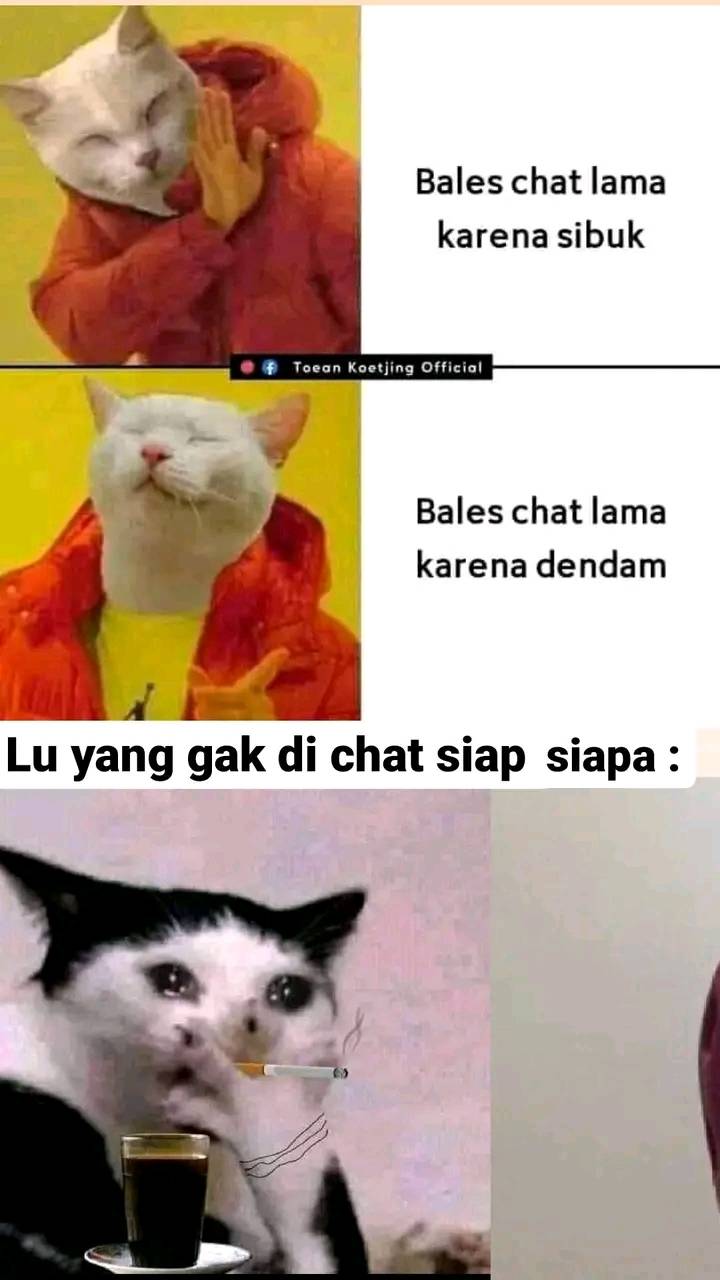 Bales chat lama
karena sibuk
Toean Koetjing Official
Bales chat lama
karena dendam
Lu yang gak di chat siap siapa :